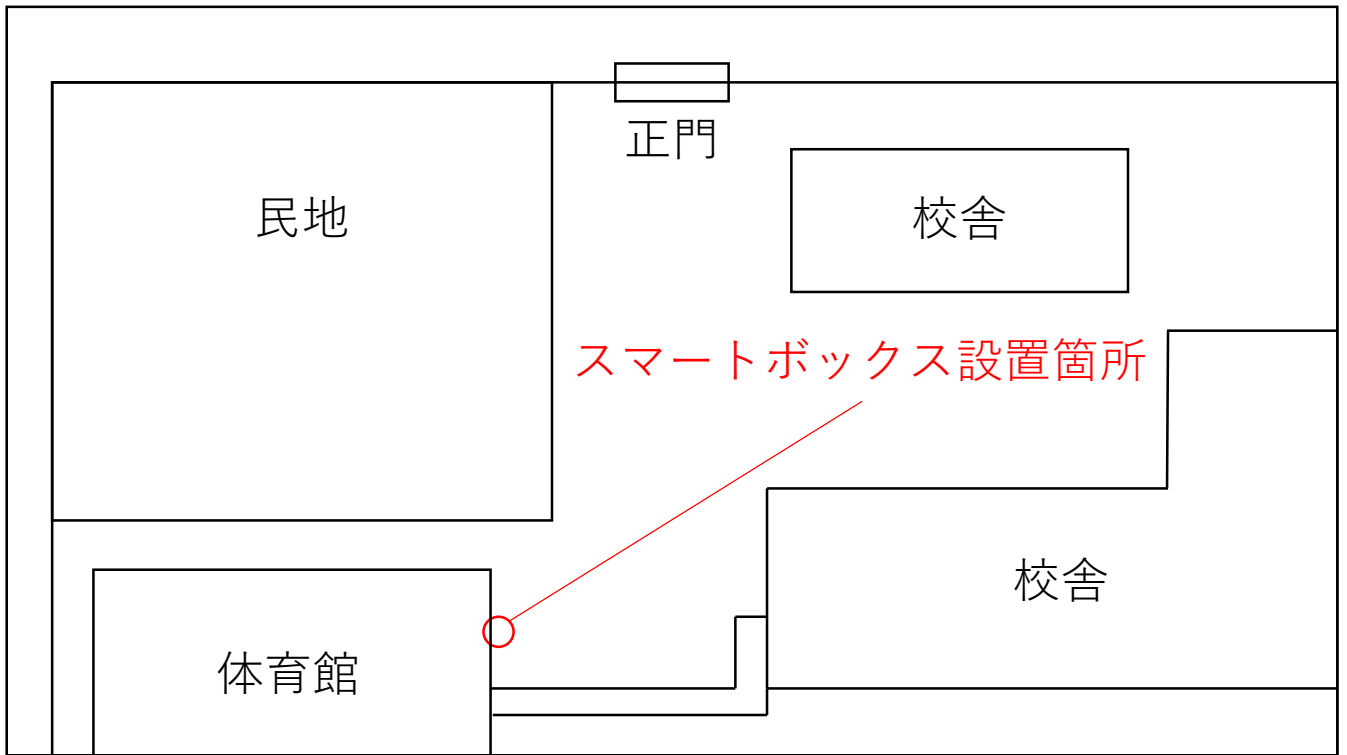 正門
民地
校舎
スマートボックス設置箇所
校舎
体育館